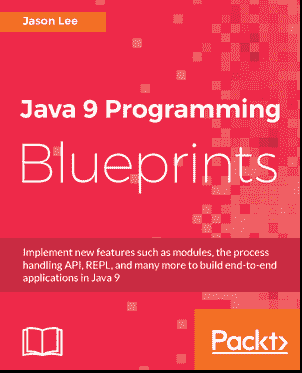 Jason Lee
Java 9 Programming
Blueprints
Implement new features such as modules, the process
handling API, REPL, and many more to build end-to-end
applications in Java 9
Packt>